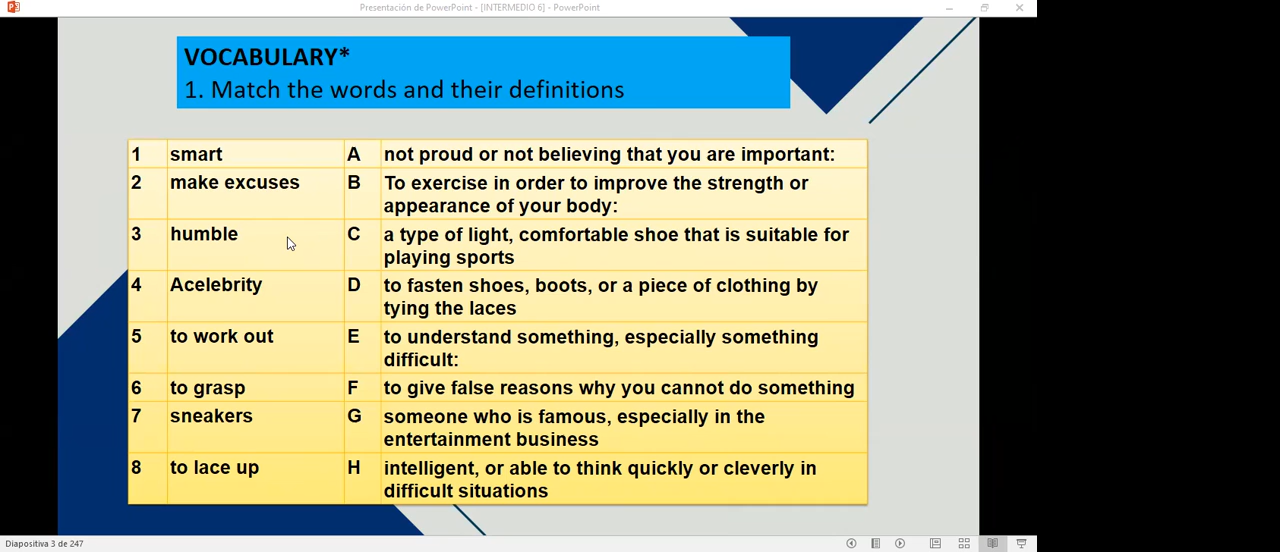 Presentación de PowerPoint - [INTERMEDIO 6] - PowerPoint
VOCABULARY*
1. Match the words and their definitions
1 smart A not proud or not believing that you are important:
2 make excuses B To exercise in order to improve the strength or
appearance of your body:
3 humble C a type of light, comfortable shoe that is suitable for
playing sports
4 Acelebrity D to fasten shoes, boots, or a piece of clothing by
tying the laces
5 to work out E to understand something, especially something
difficult:
6 to grasp F to give false reasons why you cannot do something
7 sneakers G someone who is famous, especially in the
entertainment business
8 to lace up H intelligent, or able to think quickly or cleverly in
difficult situations
Diapositiva 3 de 247